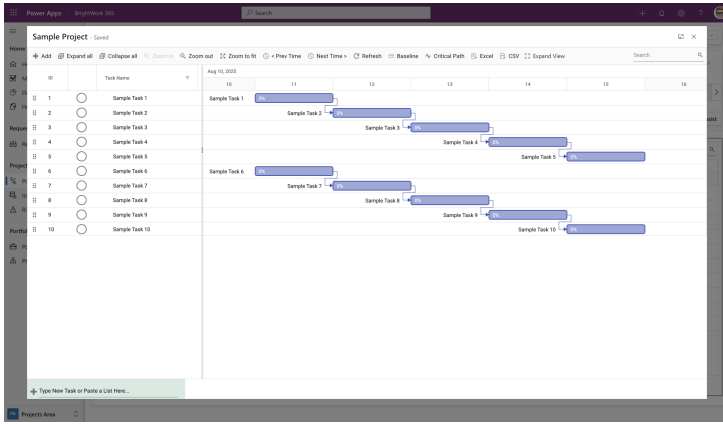 Power Apps BrightWork 365 Search
Sample Project - Saved
Home
Projects Area
PA
+ Add Expand all Collapse all Zoom in Zoom out Zoom to fit < Prev Time Next Time > Refresh Baseline Critical Path Excel CSV Expand View Search
ID Task Name Aug 10, 2025
10 11 12 13 14 15 16
1 Sample Task 1 Sample Task 1 0%
2 Sample Task 2 Sample Task 2 0%
3 Sample Task 3 Sample Task 3 0%
4 Sample Task 4 Sample Task 4 0%
5 Sample Task 5 Sample Task 5 0%
6 Sample Task 6 Sample Task 6 0%
7 Sample Task 7 Sample Task 7 0%
8 Sample Task 8 Sample Task 8 0%
9 Sample Task 9 Sample Task 9 0%
10 Sample Task 10 Sample Task 10 0%
Type New Task or Paste a List Here...